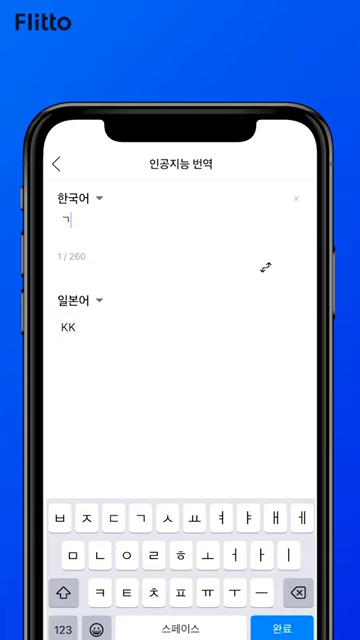 Flitto
인공지능 번역
한국어
ㄱ
1 / 260
일본어
KK
ㅂ ㅈ ㄷ ㄱ ㅅ ㅛ ㅕ ㅑ ㅐ ㅔ
ㅁ ㄴ ㅇ ㄹ ㅎ ㅗ ㅓ ㅏ ㅣ
ㅋ ㅌ ㅊ ㅍ ㅠ ㅜ ㅡ
123 스페이스 완료